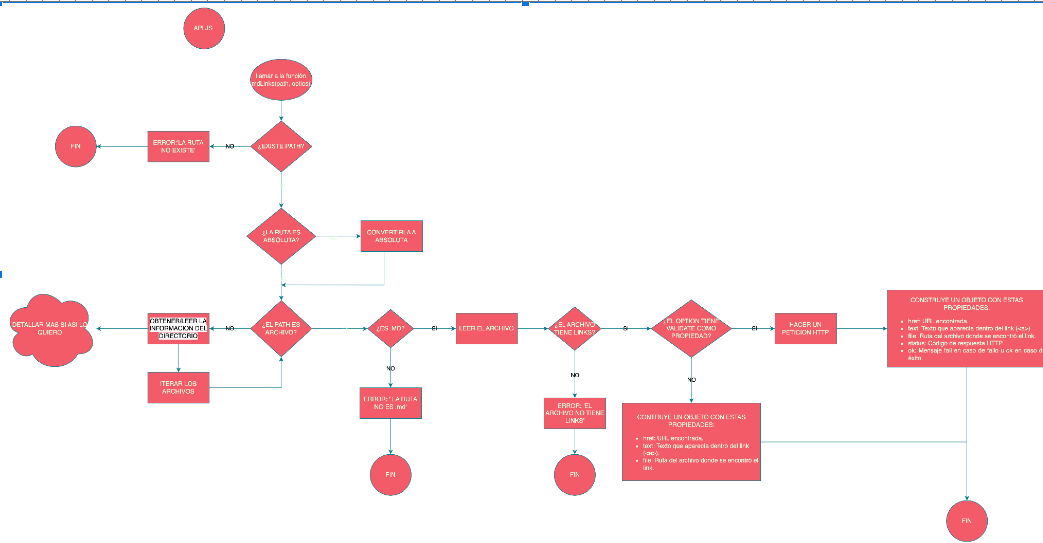 API.JS
Llamar a la función
mdLinks(path, optios)
¿EXISTE PATH?
NO
ERROR:'LA RUTA
NO EXISTE'
FIN
¿LA RUTA ES
ABSOLUTA?
CONVERTIRLA A
ABSOLUTA
¿EL PATH ES
ARCHIVO?
NO
OBTENER/LEER LA
INFORMACION DEL
DIRECTORIO
DETALLAR MAS SI ASI LO
QUIERO
ITERAR LOS
ARCHIVOS
¿ES .MD?
NO
ERROR: "LA RUTA
NO ES .md"
FIN
SI
LEER EL ARCHIVO
¿EL ARCHIVO
TIENE LINKS?
NO
ERROR: "EL
ARCHIVO NO TIENE
LINKS"
FIN
SI
¿EL OPTION TIENE
VALIDATE COMO
PROPIEDAD?
NO
CONTRUYE UN OBJETO CON ESTAS
PROPIEDADES:
• href: URL encontrada.
• text: Texto que aparecía dentro del link
(<a>).
• file: Ruta del archivo donde se encontró el
link.
SI
HACER UN
PETICION HTTP
CONSTRUYE UN OBJETO CON ESTAS
PROPIEDADES:
• href: URL encontrada.
• text: Texto que aparecía dentro del link (<a>).
• file: Ruta del archivo donde se encontró el link.
• status: Código de respuesta HTTP.
• ok: Mensaje fail en caso de fallo u ok en caso de
éxito.
FIN